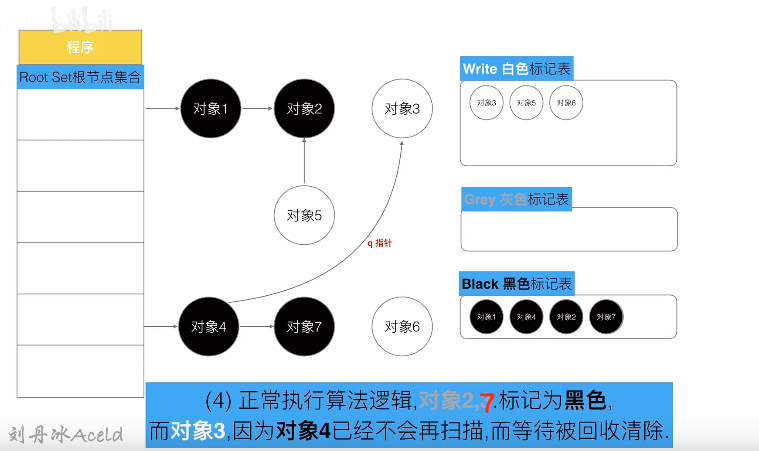 bilibili
程序
Root Set根节点集合
对象1
对象2
对象3
对象5
q 指针
对象4
对象7
对象6
Write 白色标记表
对象3 对象5 对象6
Grey 灰色标记表
Black 黑色标记表
对象1 对象4 对象2 对象7
(4) 正常执行算法逻辑,对象2,7.标记为黑色,
而对象3,因为对象4已经不会再扫描,而等待被回收清除.
刘丹冰Aceld